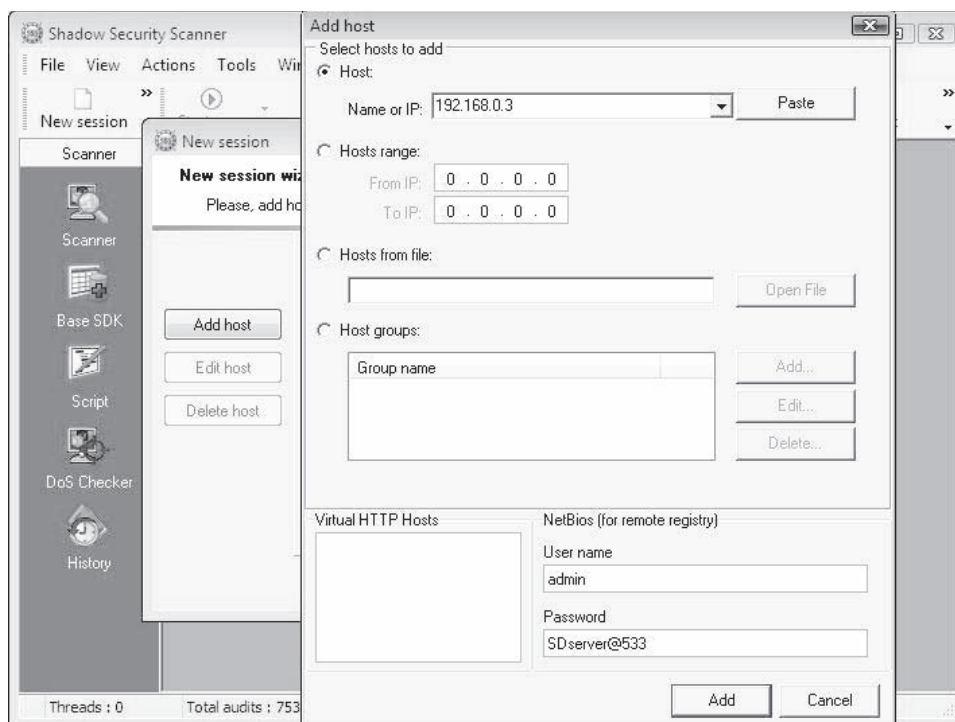 Shadow Security Scanner
File View Actions Tools
New session
Scanner
Scanner
Base SDK
Script
DoS Checker
History
Threads : 0 Total audits : 753
New session
New session
Please, add
Add host
Edit host
Delete host
Add host
Select hosts to add
Host:
Name or IP: 192.168.0.3 Paste
Hosts range:
From IP: 0 . 0 . 0 . 0
To IP: 0 . 0 . 0 . 0
Hosts from file:
Open File
Host groups:
Group name
Add...
Edit...
Delete...
Virtual HTTP Hosts
NetBios (for remote registry)
User name
admin
Password
SDserver@533
Add Cancel